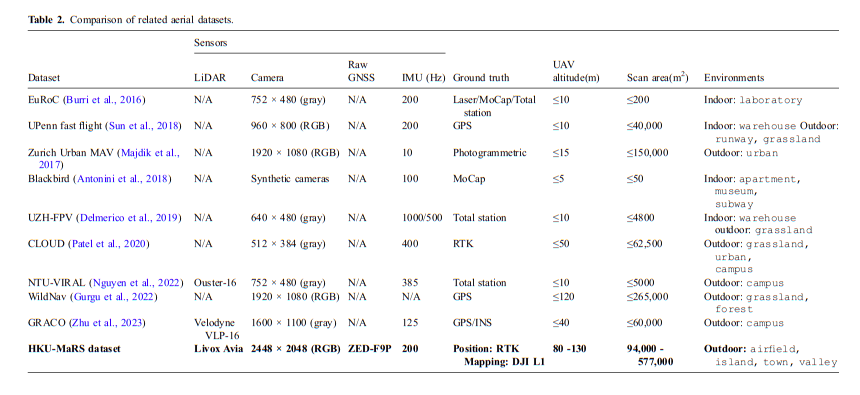 Table 2. Comparison of related aerial datasets.
Sensors
Dataset LiDAR Camera Raw GNSS IMU (Hz) Ground truth UAV altitude(m) Scan area(m²) Environments
EuRoC (Burri et al., 2016) N/A 752 × 480 (gray) N/A 200 Laser/MoCap/Total station ≤10 ≤200 Indoor: laboratory
UPenn fast flight (Sun et al., 2018) N/A 960 × 800 (RGB) N/A 200 GPS ≤10 ≤40,000 Indoor: warehouse Outdoor: runway, grassland
Zurich Urban MAV (Majdik et al., 2017) N/A 1920 × 1080 (RGB) N/A 10 Photogrammetric ≤15 ≤150,000 Outdoor: urban
Blackbird (Antonini et al., 2018) N/A Synthetic cameras N/A 100 MoCap ≤5 ≤50 Indoor: apartment, museum, subway
UZH-FPV (Delmerico et al., 2019) N/A 640 × 480 (gray) N/A 1000/500 Total station ≤10 ≤4800 Indoor: warehouse outdoor: grassland
CLOUD (Patel et al., 2020) N/A 512 × 384 (gray) N/A 400 RTK ≤50 ≤62,500 Outdoor: grassland, urban, campus
NTU-VIRAL (Nguyen et al., 2022) Ouster-16 752 × 480 (gray) N/A 385 Total station ≤10 ≤5000 Outdoor: campus
WildNav (Gurgu et al., 2022) N/A 1920 × 1080 (RGB) N/A N/A GPS ≤120 ≤265,000 Outdoor: grassland, forest
GRACO (Zhu et al., 2023) Velodyne VLP-16 1600 × 1100 (gray) N/A 125 GPS/INS ≤40 ≤60,000 Outdoor: campus
HKU-MaRS dataset Livox Avia 2448 × 2048 (RGB) ZED-F9P 200 Position: RTK Mapping: DJI L1 80 -130 94,000 - 577,000 Outdoor: airfield, island, town, valley